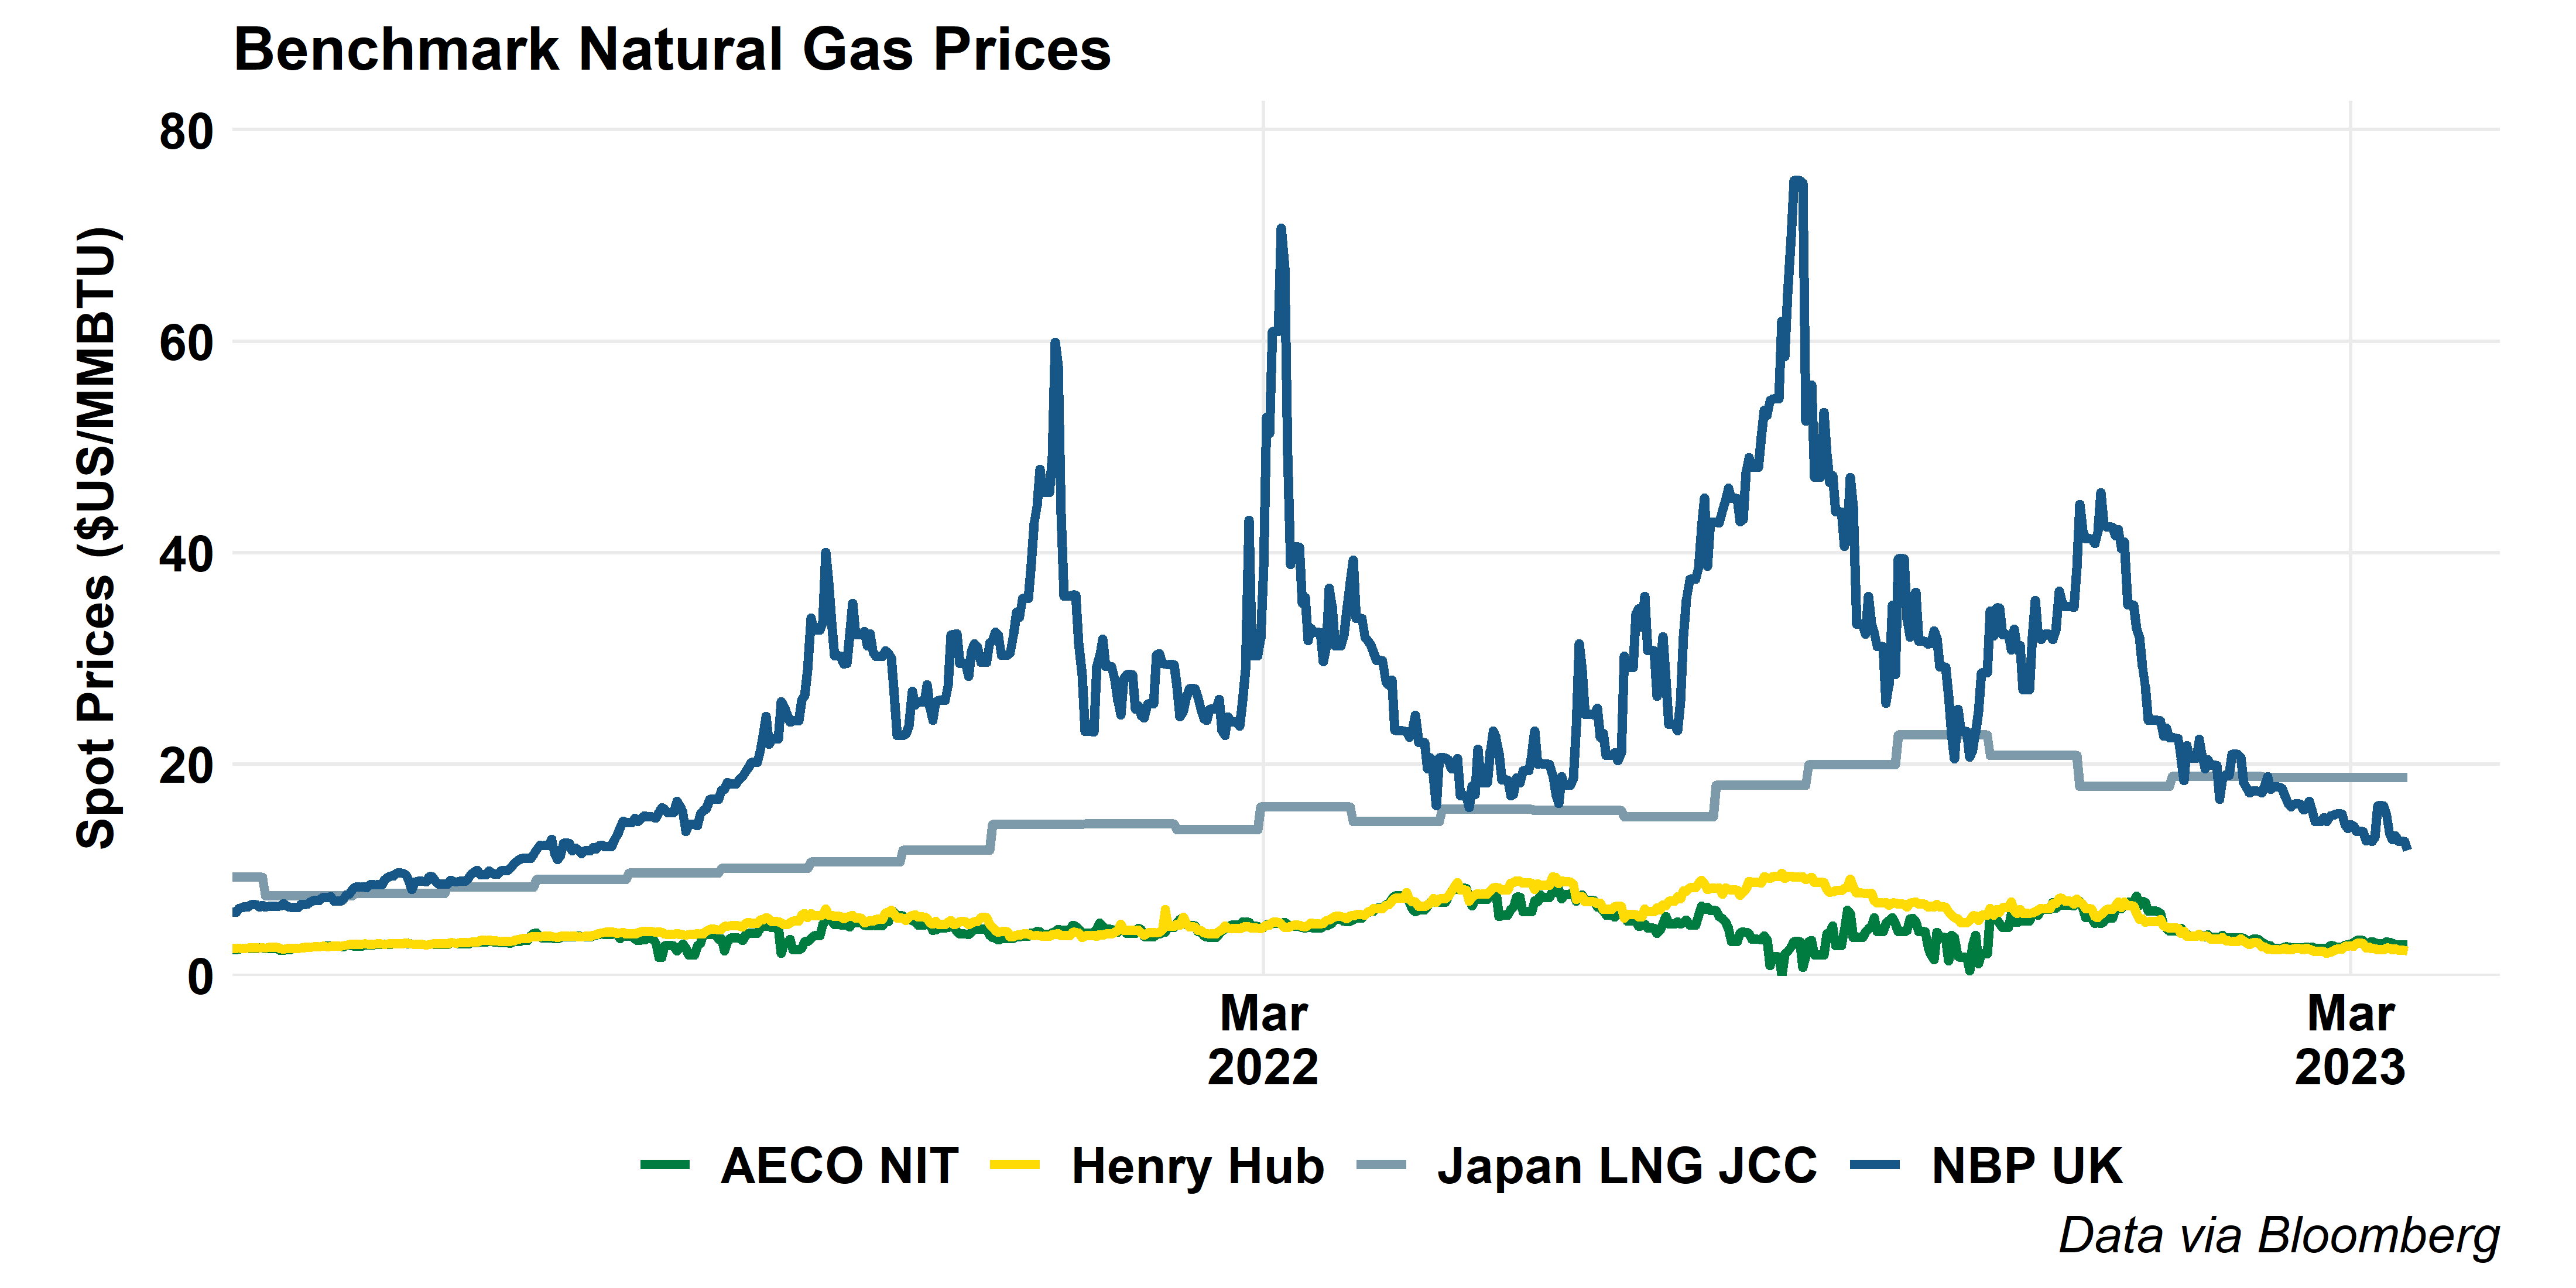 Benchmark Natural Gas Prices
Spot Prices ($US/MMBTU)
80
60
40
20
0
Mar
2022
Mar
2023
AECO NIT Henry Hub Japan LNG JCC NBP UK
Data via Bloomberg